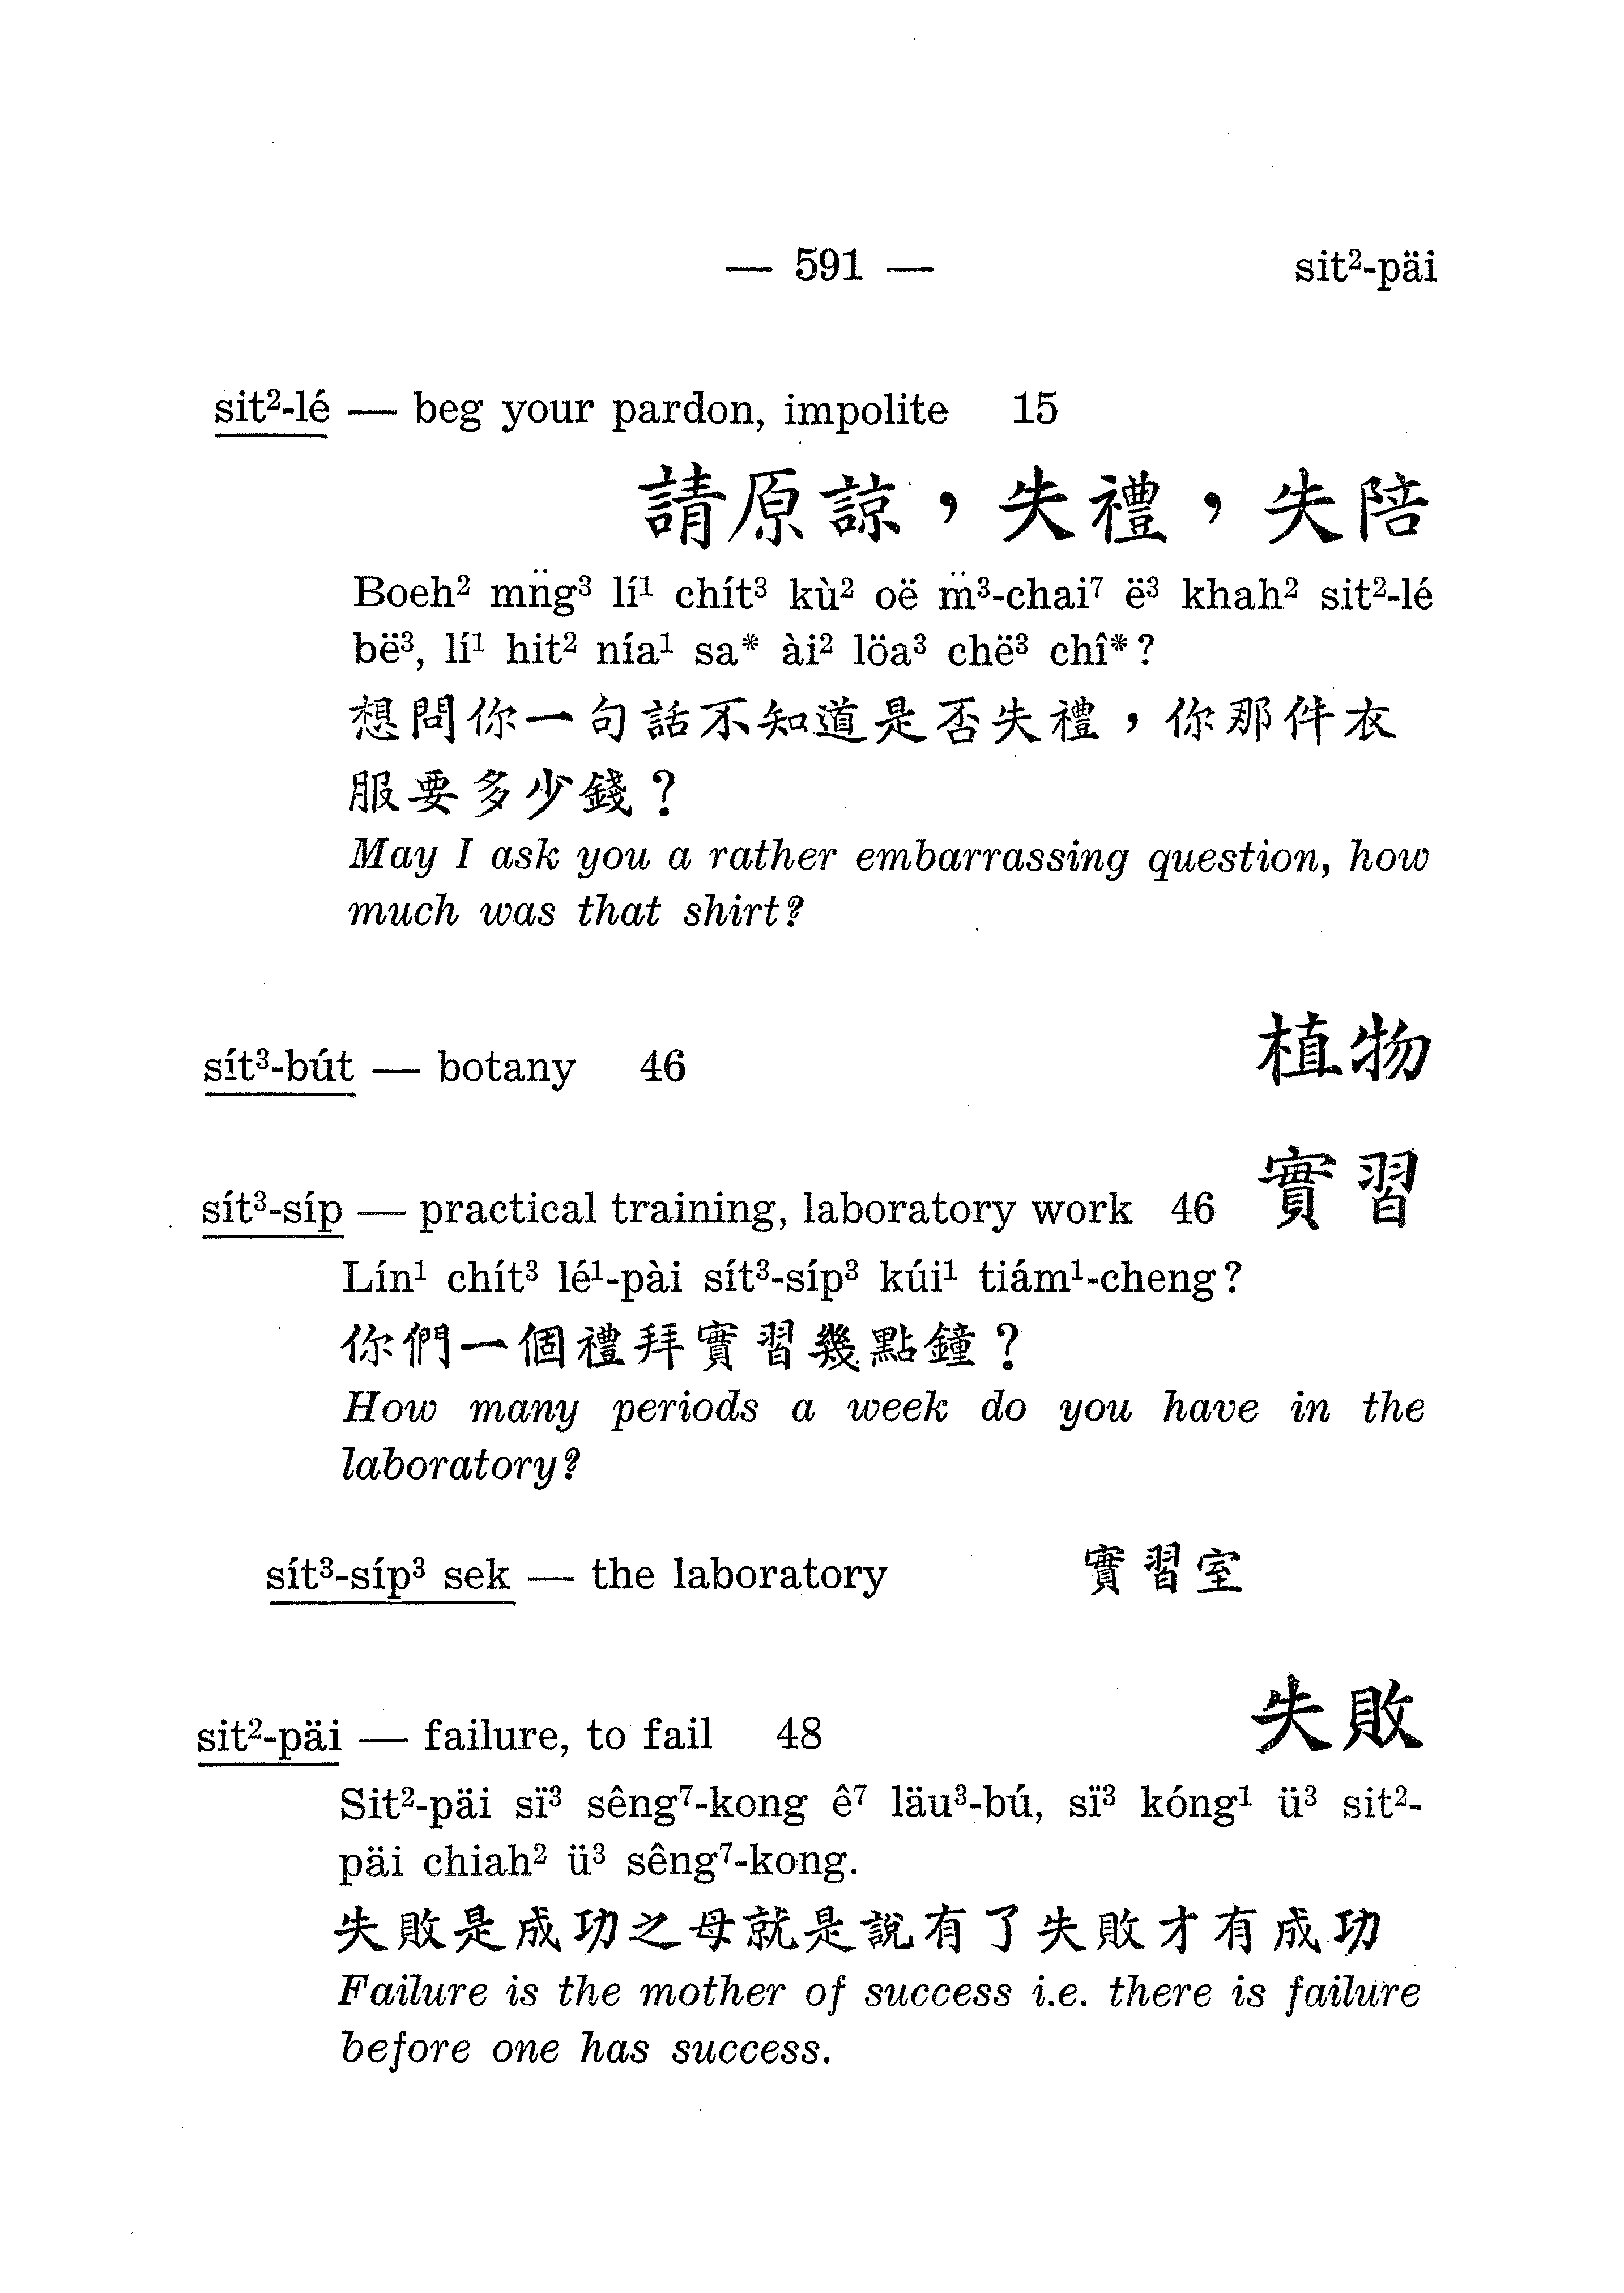 — 591 — sit²-päi
sit²-lé — beg your pardon, impolite 15
請原諒，失禮，失陪
Boeh² mn̈g³ lí¹ chít³ kù² oë m̈³-chai⁷ ë³ khah² sit²-lé
bë³, lí¹ hit² nía¹ sa* ài² löa³ chë³ chî*?
想問你一句話不知道是否失禮，你那件衣
服要多少錢？
May I ask you a rather embarrassing question, how
much was that shirt?
植物
sít³-bút — botany 46
sít³-síp — practical training, laboratory work 46 實習
Lín¹ chít³ lé¹-pài sít³-síp³ kúi¹ tiám¹-cheng?
你們一個禮拜實習幾點鐘？
How many periods a week do you have in the
laboratory?
sít³-síp³ sek — the laboratory 實習室
sit²-päi — failure, to fail 48 失敗
Sit²-päi sï³ sêng⁷-kong ê⁷ läu³-bú, sï³ kóng¹ ü³ sit²-
päi chiah² ü³ sêng⁷-kong.
失敗是成功之母就是說有了失敗才有成功
Failure is the mother of success i.e. there is failure
before one has success.